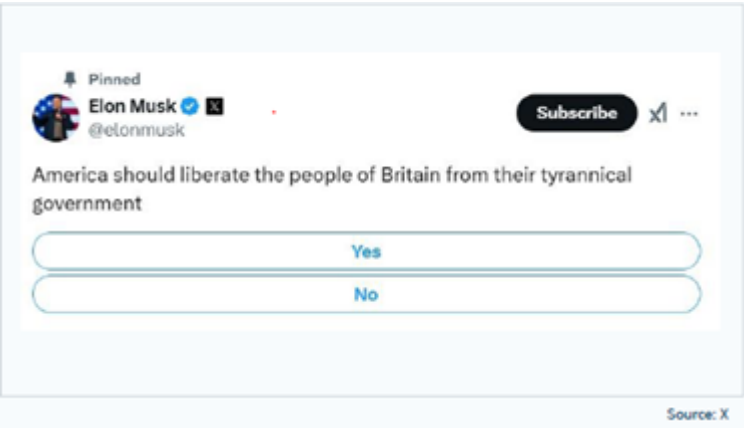 Pinned
Elon Musk
@elonmusk
Subscribe
America should liberate the people of Britain from their tyrannical
government
Yes
No
Source: X